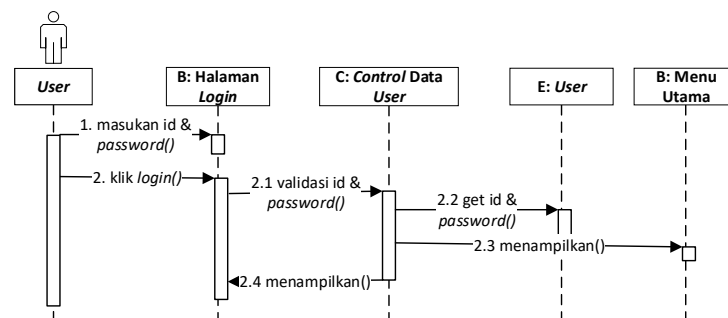 User
B: Halaman
Login
C: Control Data
User
E: User
B: Menu
Utama
1. masukan id &
password()
2. klik login()
2.1 validasi id &
password()
2.2 get id &
password()
2.3 menampilkan()
2.4 menampilkan()